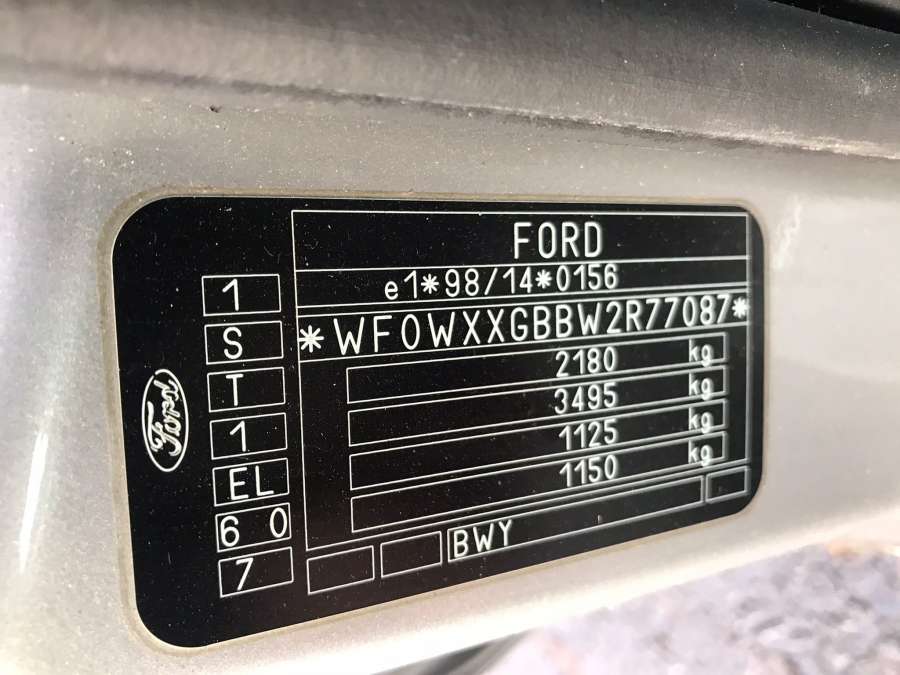 FORD
e1*98/14*0156
*WF0WXXGBBW2R77087*
2180 kg
3495 kg
1125 kg
1150 kg
BWY
1
S
T
1
EL
6 0
7
Ford